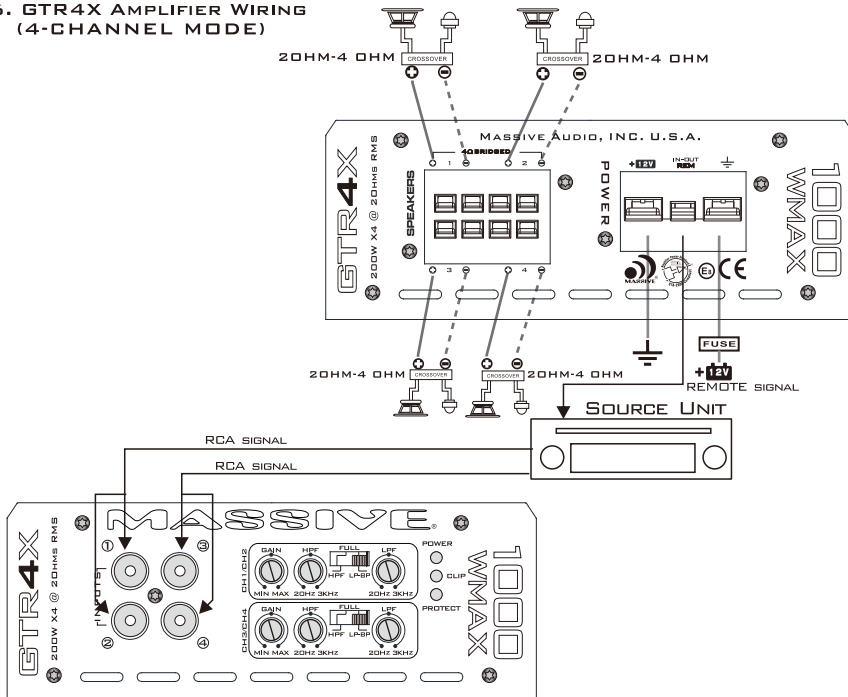 6. GTR4X AMPLIFIER WIRING
(4-CHANNEL MODE)
2OHM-4 OHM
CROSSOVER
CROSSOVER
2OHM-4 OHM
MASSIVE AUDIO, INC. U.S.A.
4Ω BRIDGED
1
2
SPEAKERS
3
4
GTR4X
200W X4 @ 2OHMS RMS
POWER
+12V
IN-OUT
REM
1000
WMAX
MASSIVE
E8
CE
FUSE
+12V
REMOTE SIGNAL
2OHM-4 OHM
CROSSOVER
CROSSOVER
2OHM-4 OHM
SOURCE UNIT
RCA SIGNAL
RCA SIGNAL
MASSIVE®
GTR4X
200W X4 @ 2OHMS RMS
INPUTS
①
③
②
④
CH1/CH2
GAIN
HPF
FULL
LPF
MIN MAX
20HZ 3KHZ
HPF LP-BP
20HZ 3KHZ
CH3/CH4
GAIN
HPF
FULL
LPF
MIN MAX
20HZ 3KHZ
HPF LP-BP
20HZ 3KHZ
POWER
CLIP
PROTECT
1000
WMAX